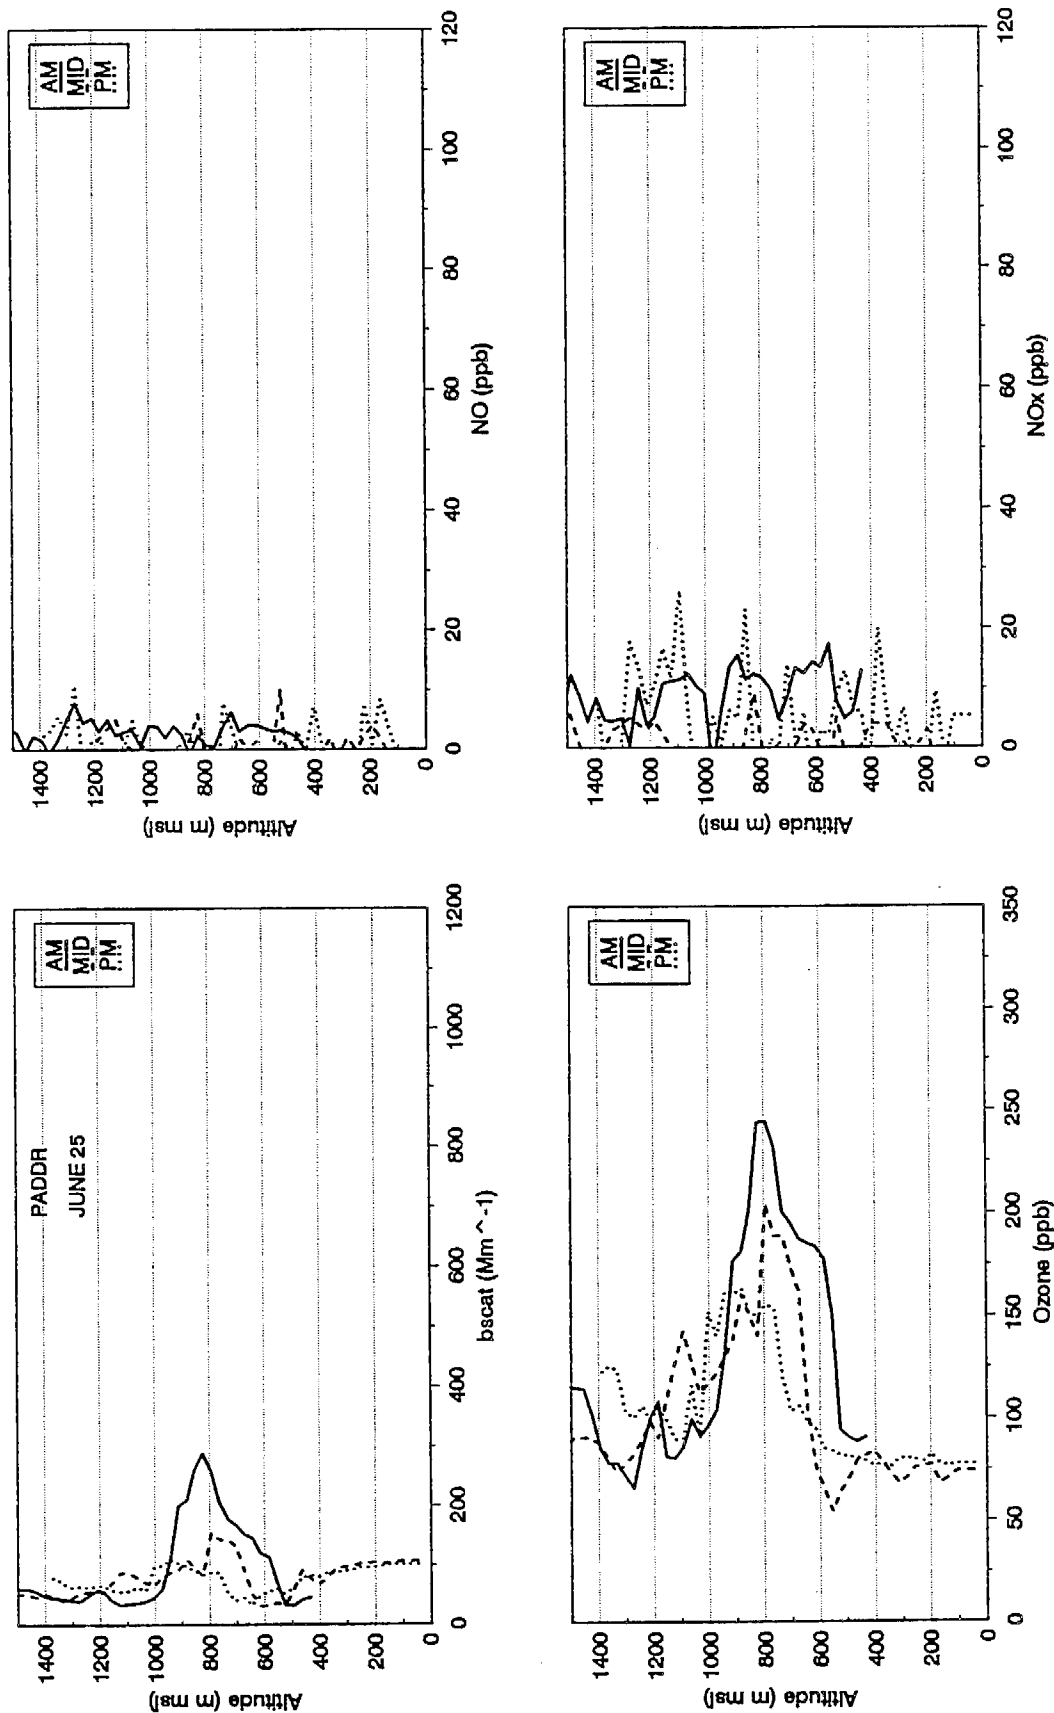 PADDR
JUNE 25
AM
MID
PM
Altitude (m msl)
1400
1200
1000
800
600
400
200
0
0 200 400 600 800 1000 1200
bscat (Mm^-1)
AM
MID
PM
Altitude (m msl)
1400
1200
1000
800
600
400
200
0
0 20 40 60 80 100 120
NO (ppb)
AM
MID
PM
Altitude (m msl)
1400
1200
1000
800
600
400
200
0
0 50 100 150 200 250 300 350
Ozone (ppb)
AM
MID
PM
Altitude (m msl)
1400
1200
1000
800
600
400
200
0
0 20 40 60 80 100 120
NOx (ppb)